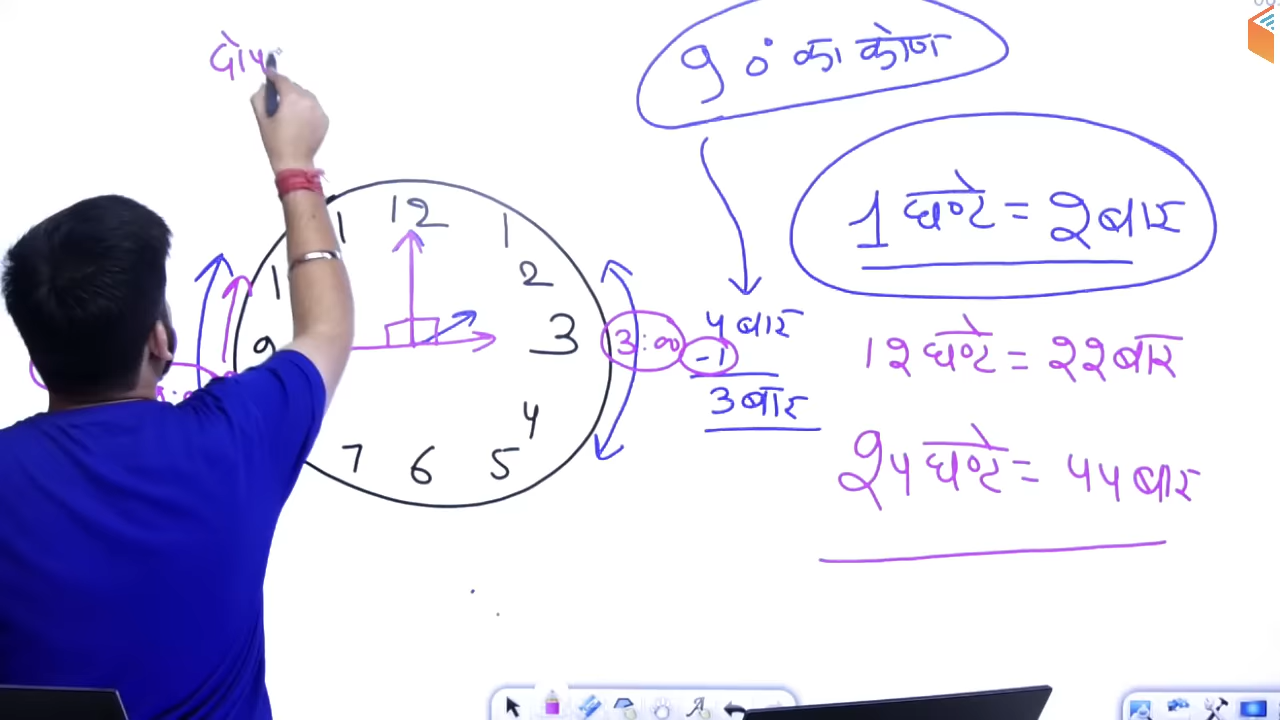 90° का कोण
1 घण्टे = 2 बार
12
1
1
2
1
3
3:00
4 बार
-1
3 बार
12 घण्टे = 22 बार
4
7
6
5
24 घण्टे = 44 बार